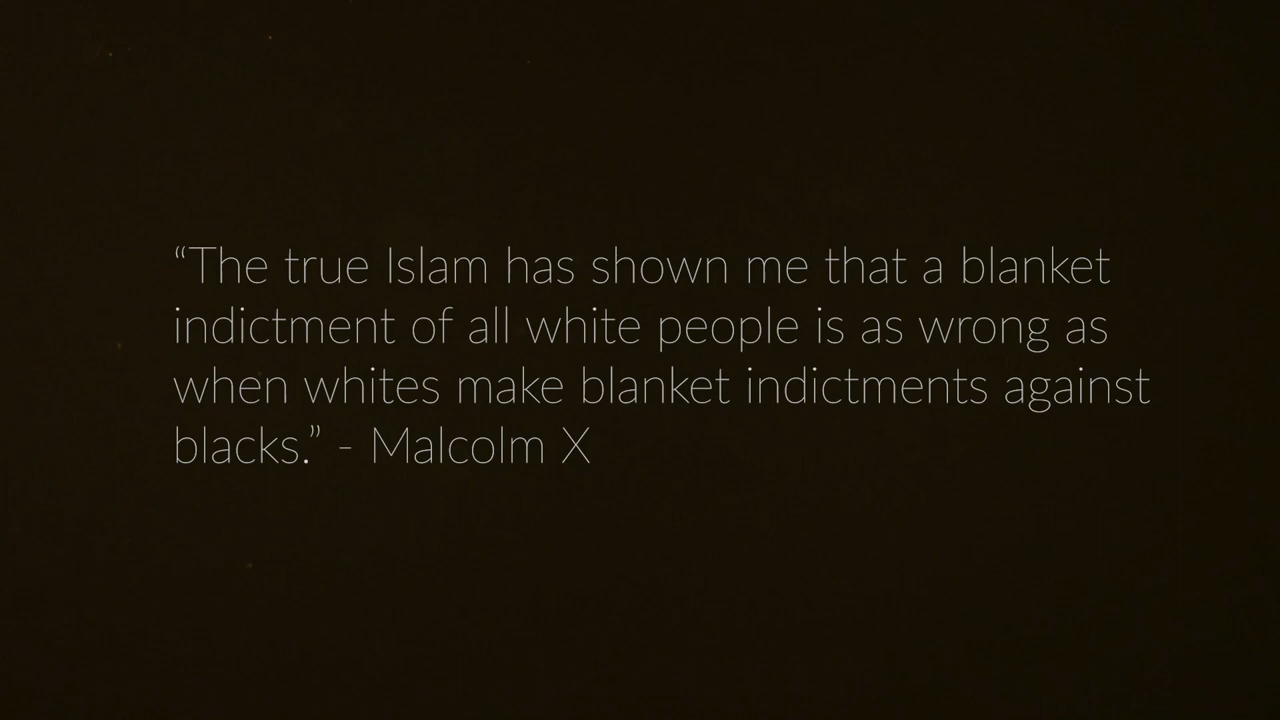 “The true Islam has shown me that a blanket
indictment of all white people is as wrong as
when whites make blanket indictments against
blacks.” - Malcolm X